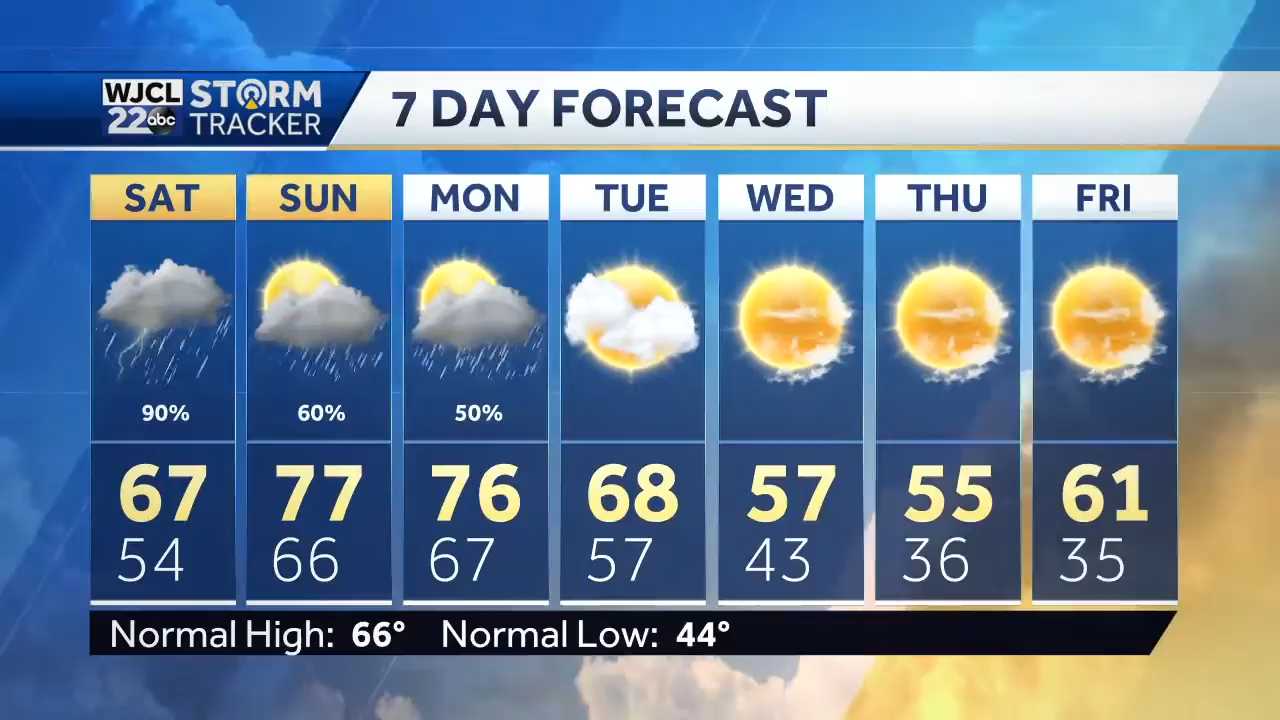 WJCL
22 abc
STORM
TRACKER
7 DAY FORECAST
SAT SUN MON TUE WED THU FRI
90% 60% 50%
67 77 76 68 57 55 61
54 66 67 57 43 36 35
Normal High: 66° Normal Low: 44°